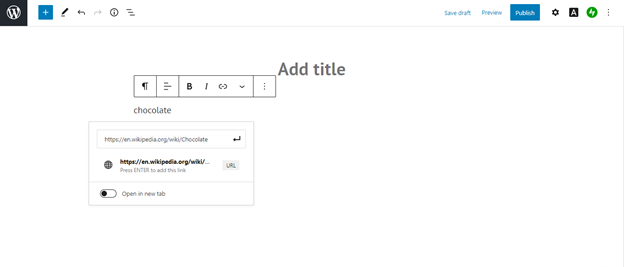 Save draft Preview Publish
Add title
B I
chocolate
https://en.wikipedia.org/wiki/Chocolate
https://en.wikipedia.org/wiki/...
URL
Press ENTER to add this link
Open in new tab